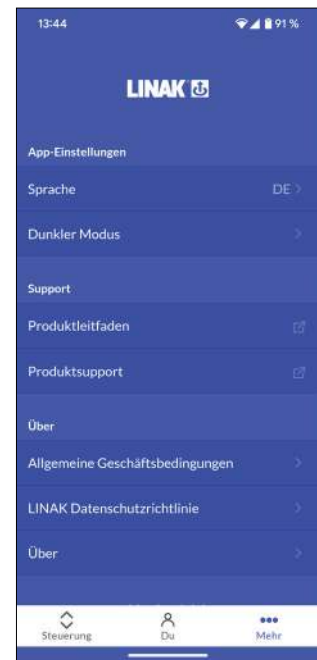 13:44
91 %
LINAK
App-Einstellungen
Sprache
DE
Dunkler Modus
Support
Produktleitfaden
Produktsupport
Über
Allgemeine Geschäftsbedingungen
LINAK Datenschutzrichtlinie
Über
Steuerung
Du
Mehr